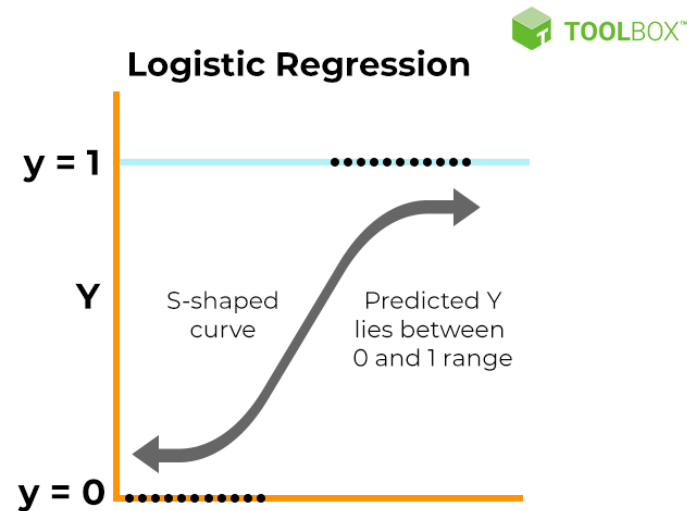 TOOLBOX™
Logistic Regression
y = 1
Y
S-shaped
curve
Predicted Y
lies between
0 and 1 range
y = 0